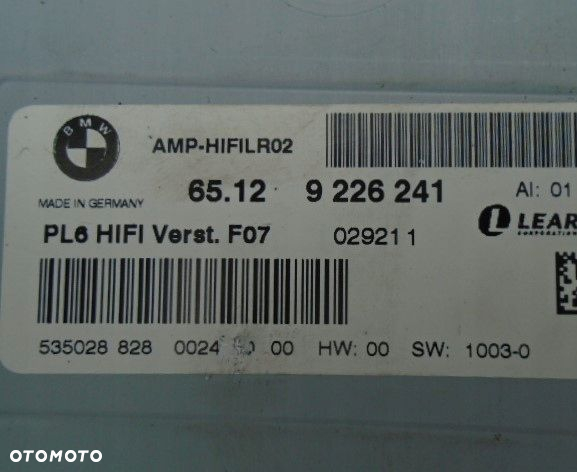 BMW
AMP-HIFILR02
65.12 9 226 241 AI: 01
MADE IN GERMANY
LEAR
CORPORATION
PL6 HIFI Verst. F07 029211
535028 828 0024 00 HW: 00 SW: 1003-0
OTOMOTO